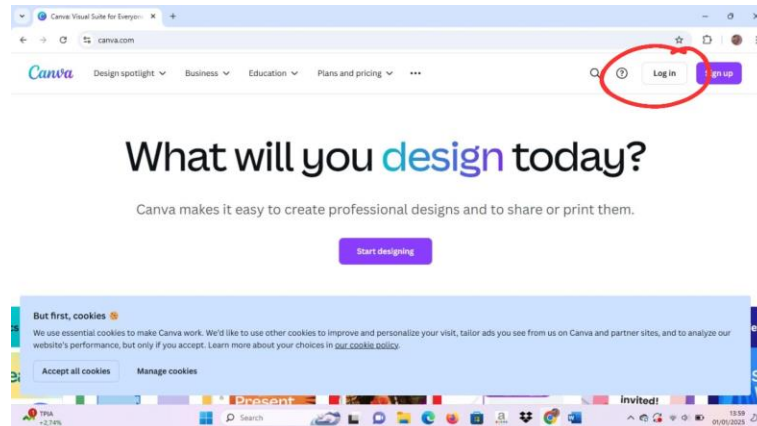 Canva: Visual Suite for Everyon
canva.com
Canva Design spotlight Business Education Plans and pricing Log in Sign up
What will you design today?
Canva makes it easy to create professional designs and to share or print them.
Start designing
But first, cookies
We use essential cookies to make Canva work. We'd like to use other cookies to improve and personalize your visit, tailor ads you see from us on Canva and partner sites, and to analyze our
website's performance, but only if you accept. Learn more about your choices in our cookie policy.
Accept all cookies Manage cookies
Present
invited!
TPIA
+2.74%
Search
13:59
01/01/2025